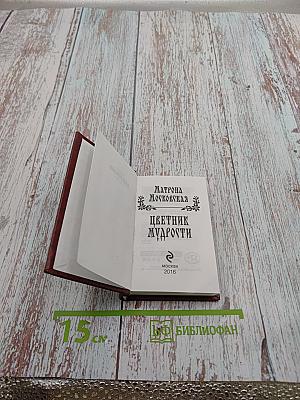 Матрона
Московская
Цветник
мудрости
МОСКВА
2016
15 см
БИБЛИОФАН